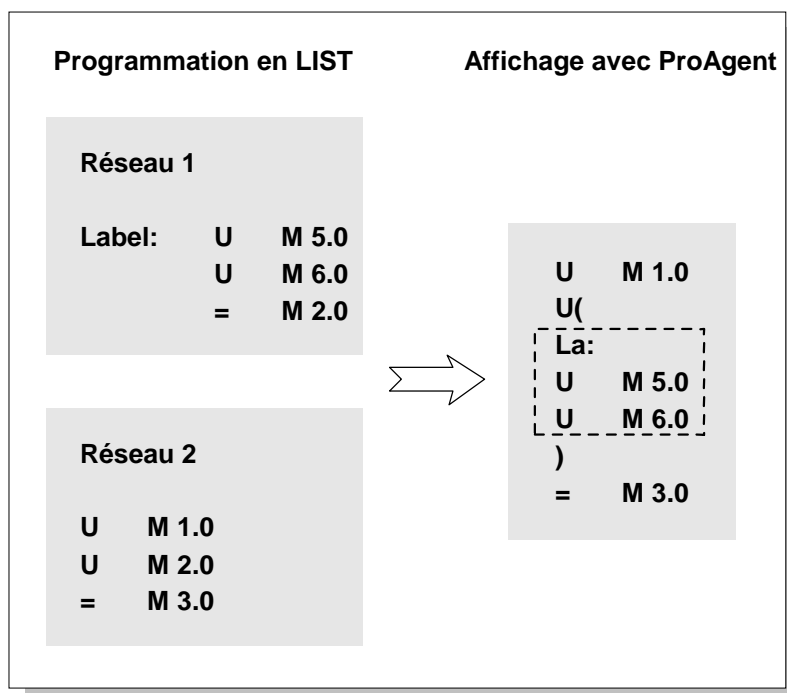 Programmation en LIST
Affichage avec ProAgent
Réseau 1
Label: U M 5.0
U M 6.0
= M 2.0
Réseau 2
U M 1.0
U M 2.0
= M 3.0
U M 1.0
U(
La:
U M 5.0
U M 6.0
)
= M 3.0